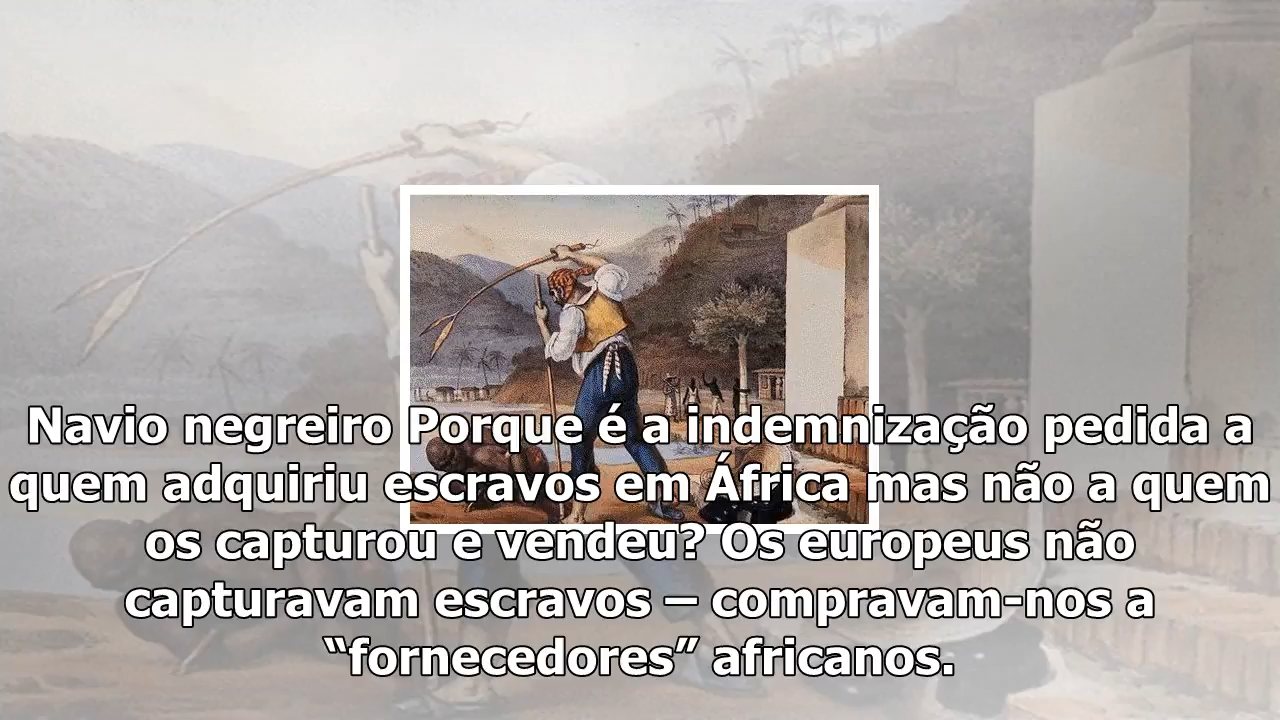 Navio negreiro Porque é a indemnização pedida a
quem adquiriu escravos em África mas não a quem
os capturou e vendeu? Os europeus não
capturavam escravos – compravam-nos a
“fornecedores” africanos.